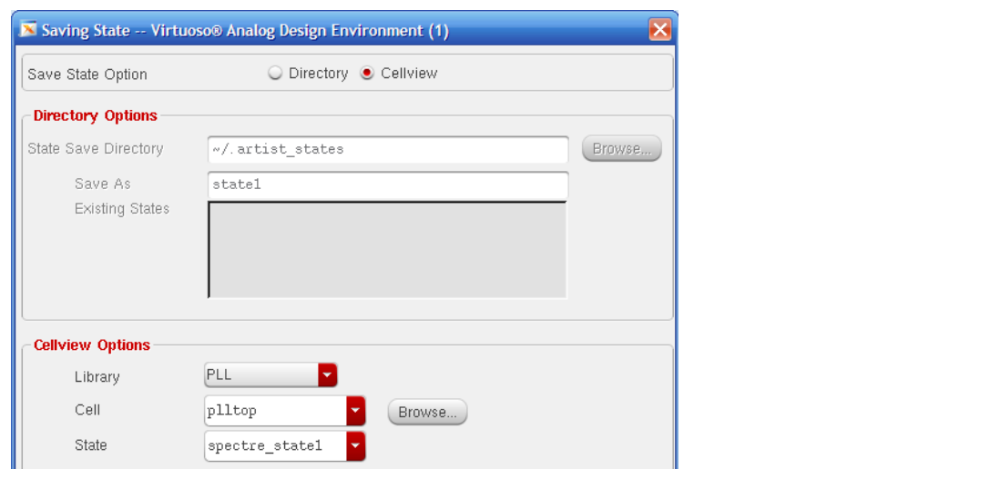 Saving State -- Virtuoso® Analog Design Environment (1)
Save State Option Directory Cellview
Directory Options
State Save Directory ~/.artist_states Browse...
Save As state1
Existing States
Cellview Options
Library PLL
Cell plltop Browse...
State spectre_state1